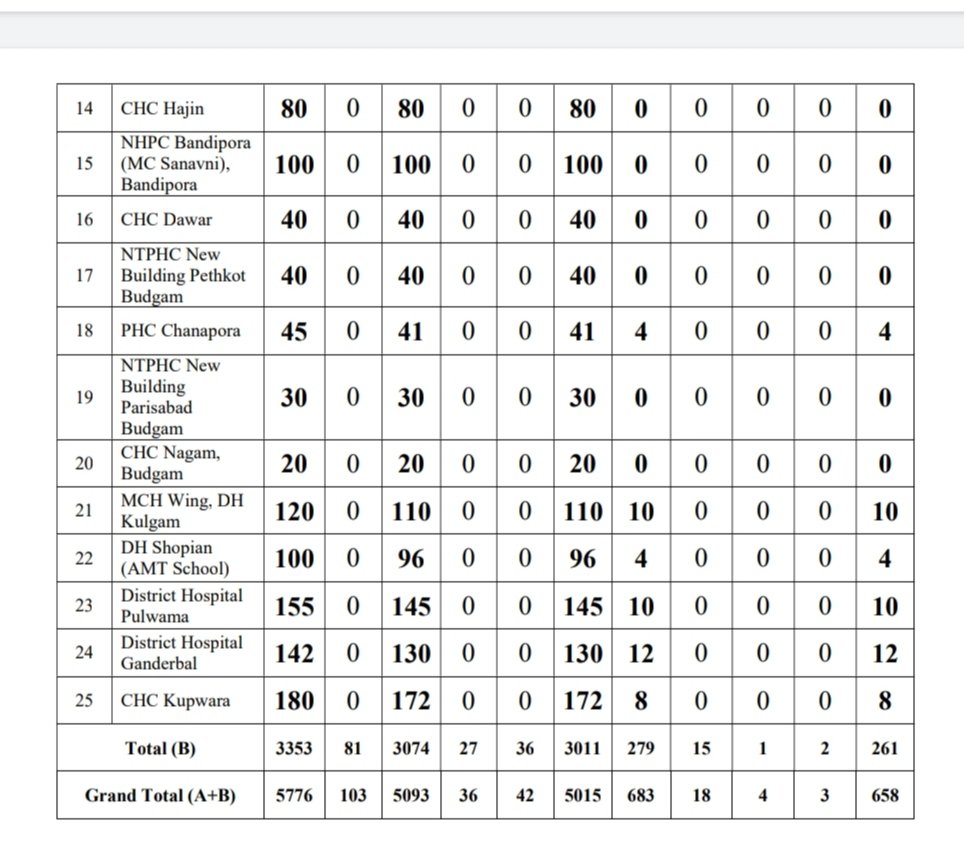 14 CHC Hajin 80 0 80 0 0 80 0 0 0 0 0
NHPC Bandipora
15 (MC Sanavni), 100 0 100 0 0 100 0 0 0 0 0
Bandipora
16 CHC Dawar 40 0 40 0 0 40 0 0 0 0 0
NTPHC New
17 Building Pethkot 40 0 40 0 0 40 0 0 0 0 0
Budgam
18 PHC Chanapora 45 0 41 0 0 41 4 0 0 0 4
NTPHC New
Building
19 30 0 30 0 0 30 0 0 0 0 0
Parisabad
Budgam
CHC Nagam,
20 20 0 20 0 0 20 0 0 0 0 0
Budgam
MCH Wing, DH
21 120 0 110 0 0 110 10 0 0 0 10
Kulgam
DH Shopian
22 100 0 96 0 0 96 4 0 0 0 4
(AMT School)
District Hospital
23 155 0 145 0 0 145 10 0 0 0 10
Pulwama
District Hospital
24 142 0 130 0 0 130 12 0 0 0 12
Ganderbal
25 CHC Kupwara 180 0 172 0 0 172 8 0 0 0 8
Total (B) 3353 81 3074 27 36 3011 279 15 1 2 261
Grand Total (A+B) 5776 103 5093 36 42 5015 683 18 4 3 658